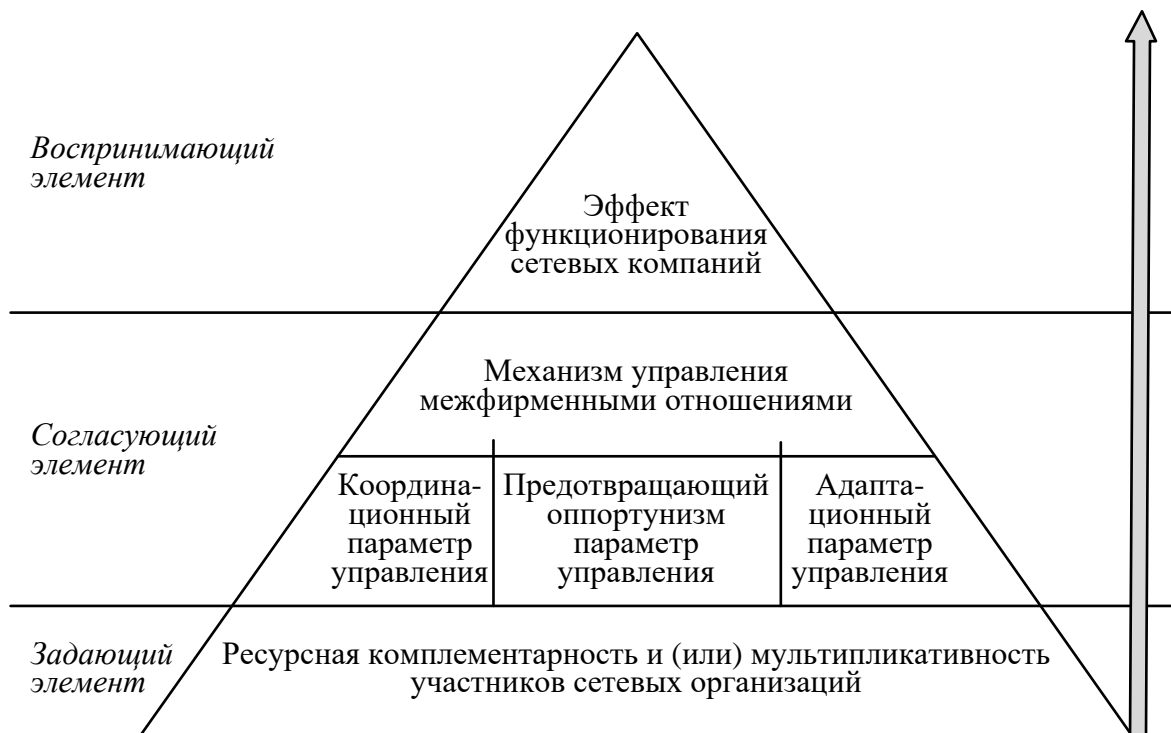 Воспринимающий
элемент
Эффект
функционирования
сетевых компаний
Механизм управления
межфирменными отношениями
Согласующий
элемент
Координа-
ционный
параметр
управления
Предотвращающий
оппортунизм
параметр
управления
Адапта-
ционный
параметр
управления
Задающий
элемент
Ресурсная комплементарность и (или) мультипликативность
участников сетевых организаций